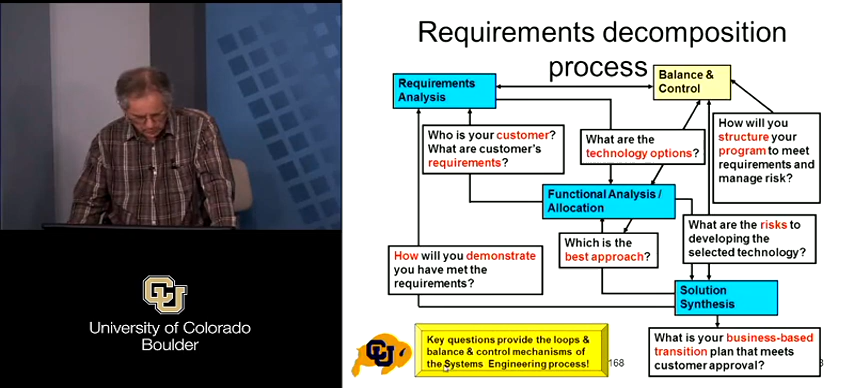 Requirements decomposition
process
Requirements
Analysis
Balance &
Control
Who is your customer?
What are customer's
requirements?
What are the
technology options?
How will you
structure your
program to meet
requirements and
manage risk?
Functional Analysis /
Allocation
How will you demonstrate
you have met the
requirements?
Which is the
best approach?
What are the risks to
developing the
selected technology?
Solution
Synthesis
What is your business-based
transition plan that meets
customer approval?
Key questions provide the loops &
balance & control mechanisms of
the Systems Engineering process!
168
CU
University of Colorado
Boulder
CU